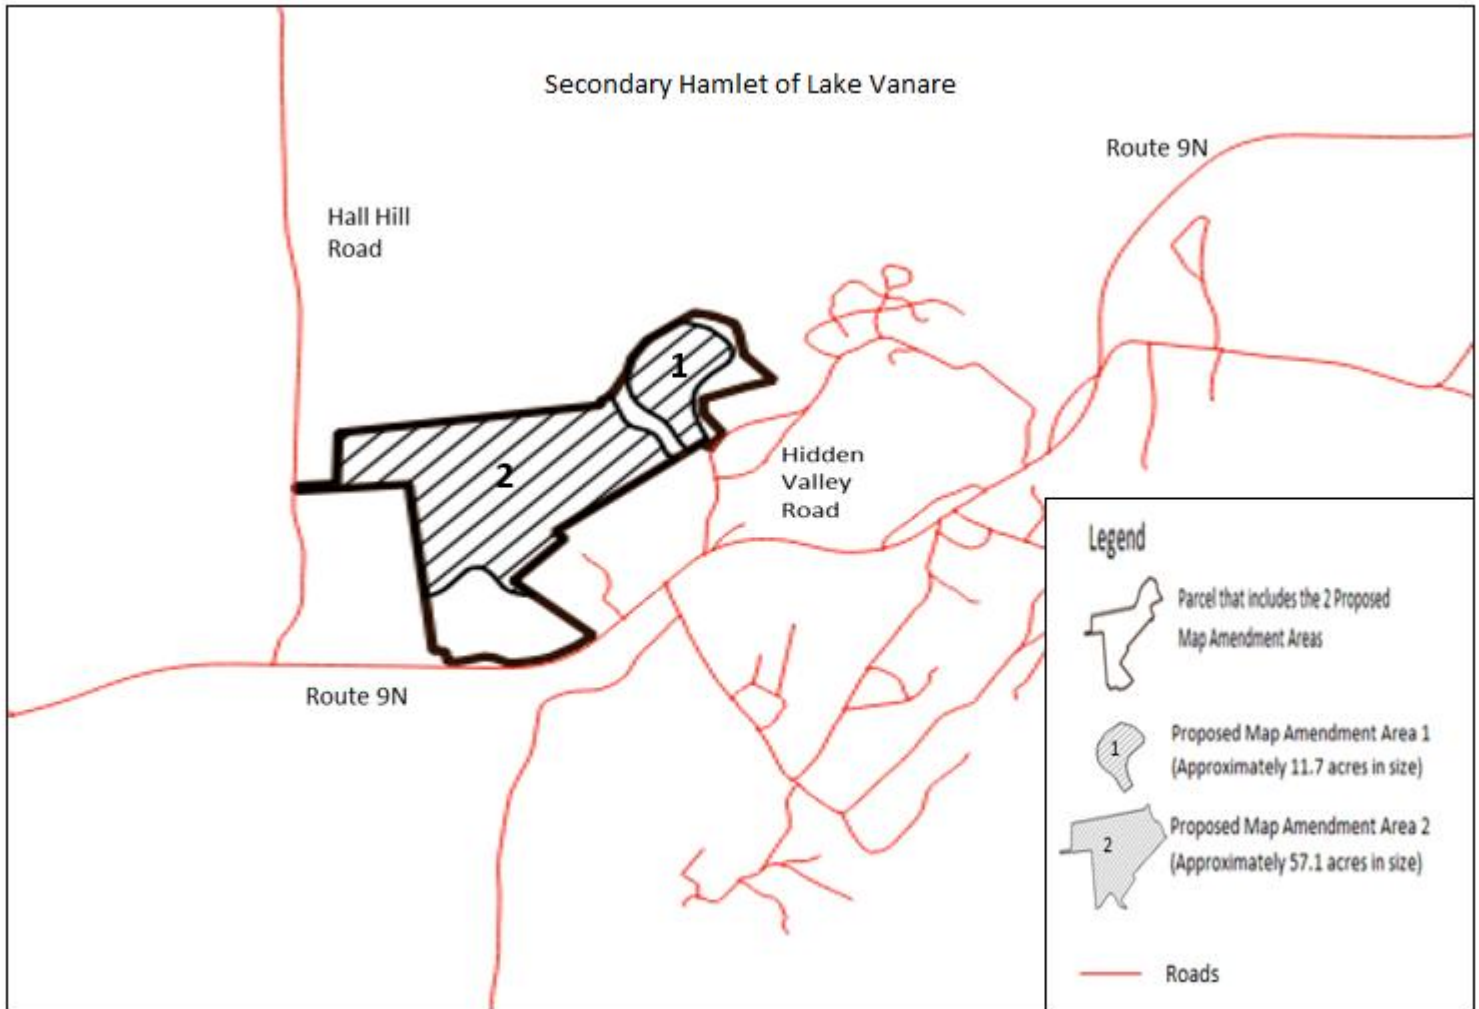 Secondary Hamlet of Lake Vanare
Route 9N
Hall Hill
Road
1
2
Hidden
Valley
Road
Route 9N
Legend
Parcel that includes the 2 Proposed
Map Amendment Areas
1
Proposed Map Amendment Area 1
(Approximately 11.7 acres in size)
2
Proposed Map Amendment Area 2
(Approximately 57.1 acres in size)
Roads